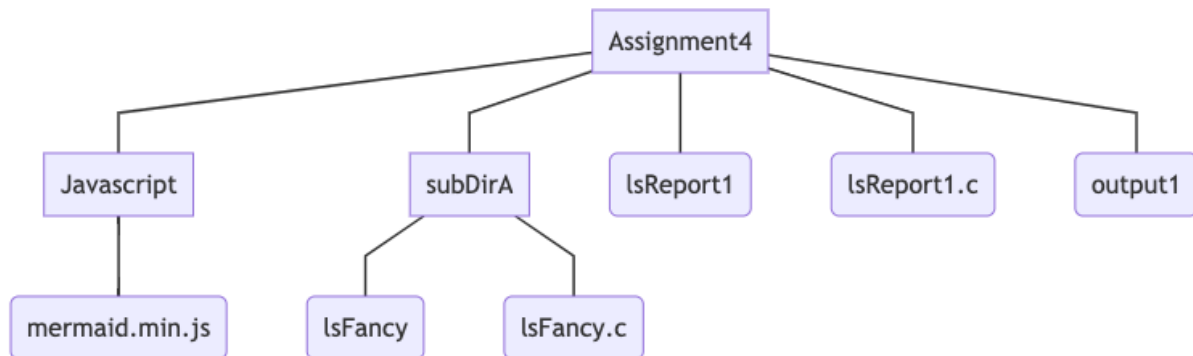 Assignment4
Javascript
subDirA
lsReport1
lsReport1.c
output1
mermaid.min.js
lsFancy
lsFancy.c